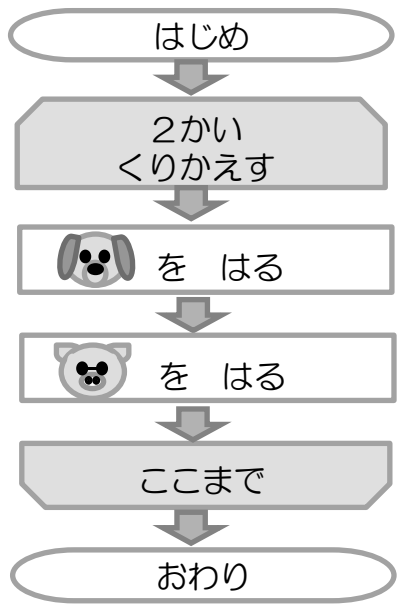 はじめ
２かい
くりかえす
を　はる
を　はる
ここまで
おわり